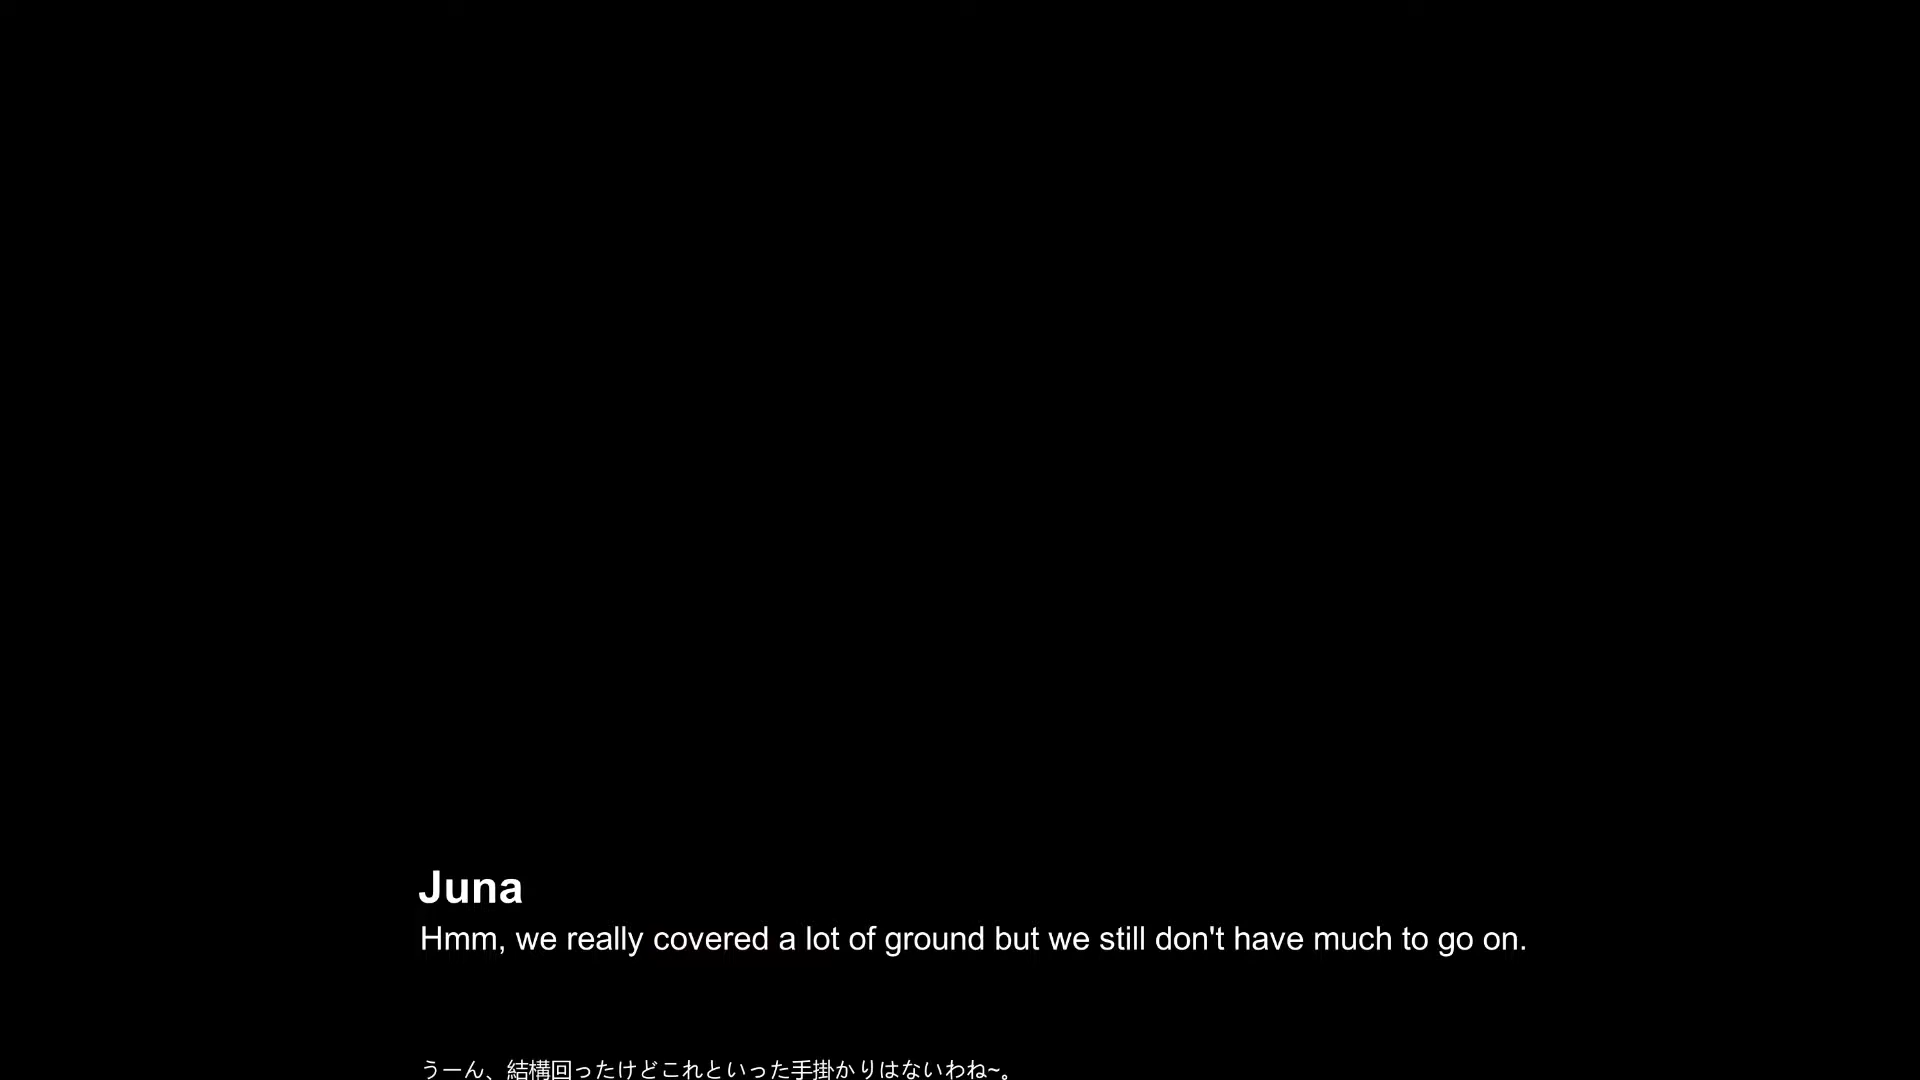 Juna
Hmm, we really covered a lot of ground but we still don't have much to go on.
うーん、結構回ったけどこれといった手掛かりはないわね~。